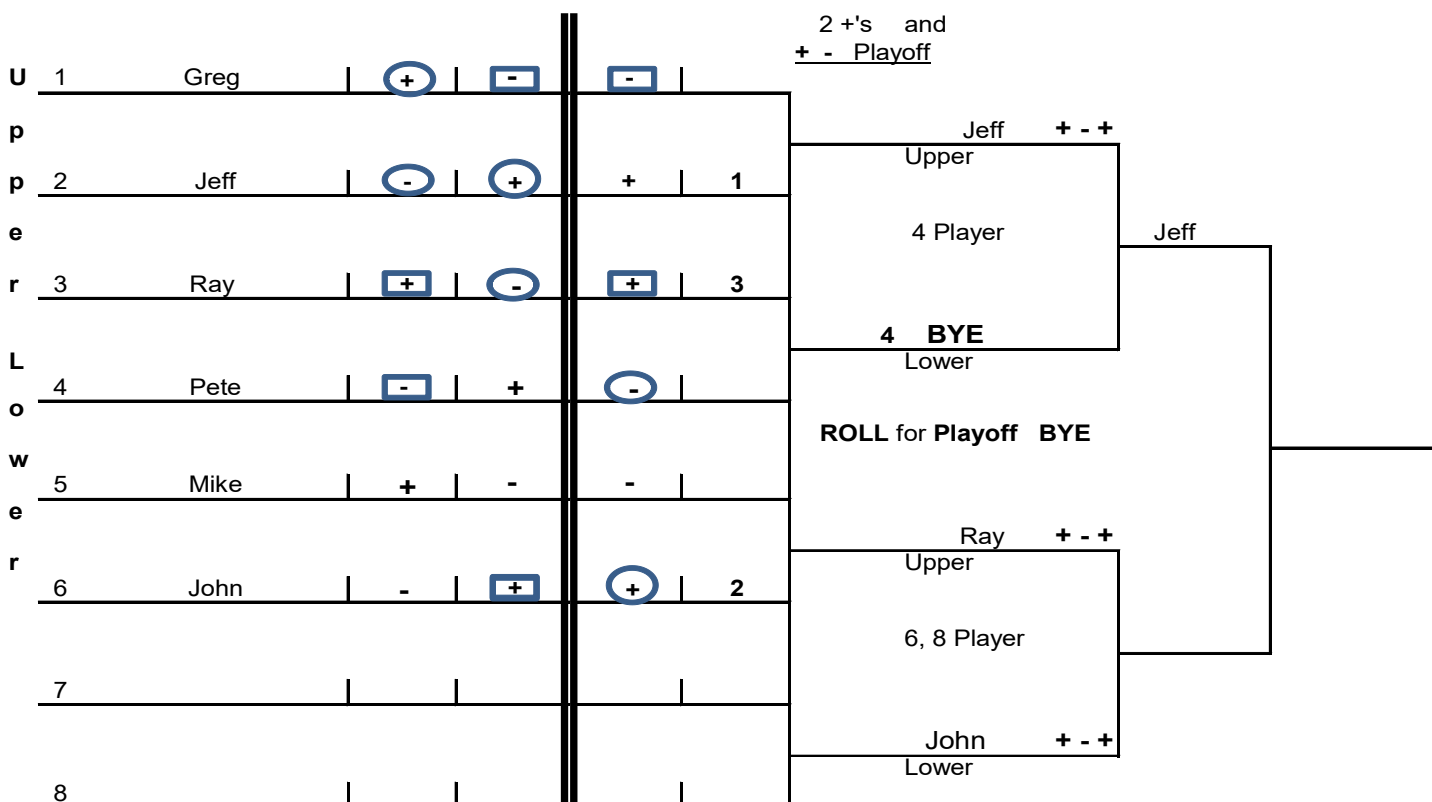 2 +'s and
+ - Playoff
Upper
Lower
1 Greg + - -
2 Jeff - + + 1
3 Ray + - + 3
4 Pete - + -
5 Mike + - -
6 John - + + 2
7
8
Jeff + - +
Upper
4 Player
Jeff
4 BYE
Lower
ROLL for Playoff BYE
Ray + - +
Upper
6, 8 Player
John + - +
Lower